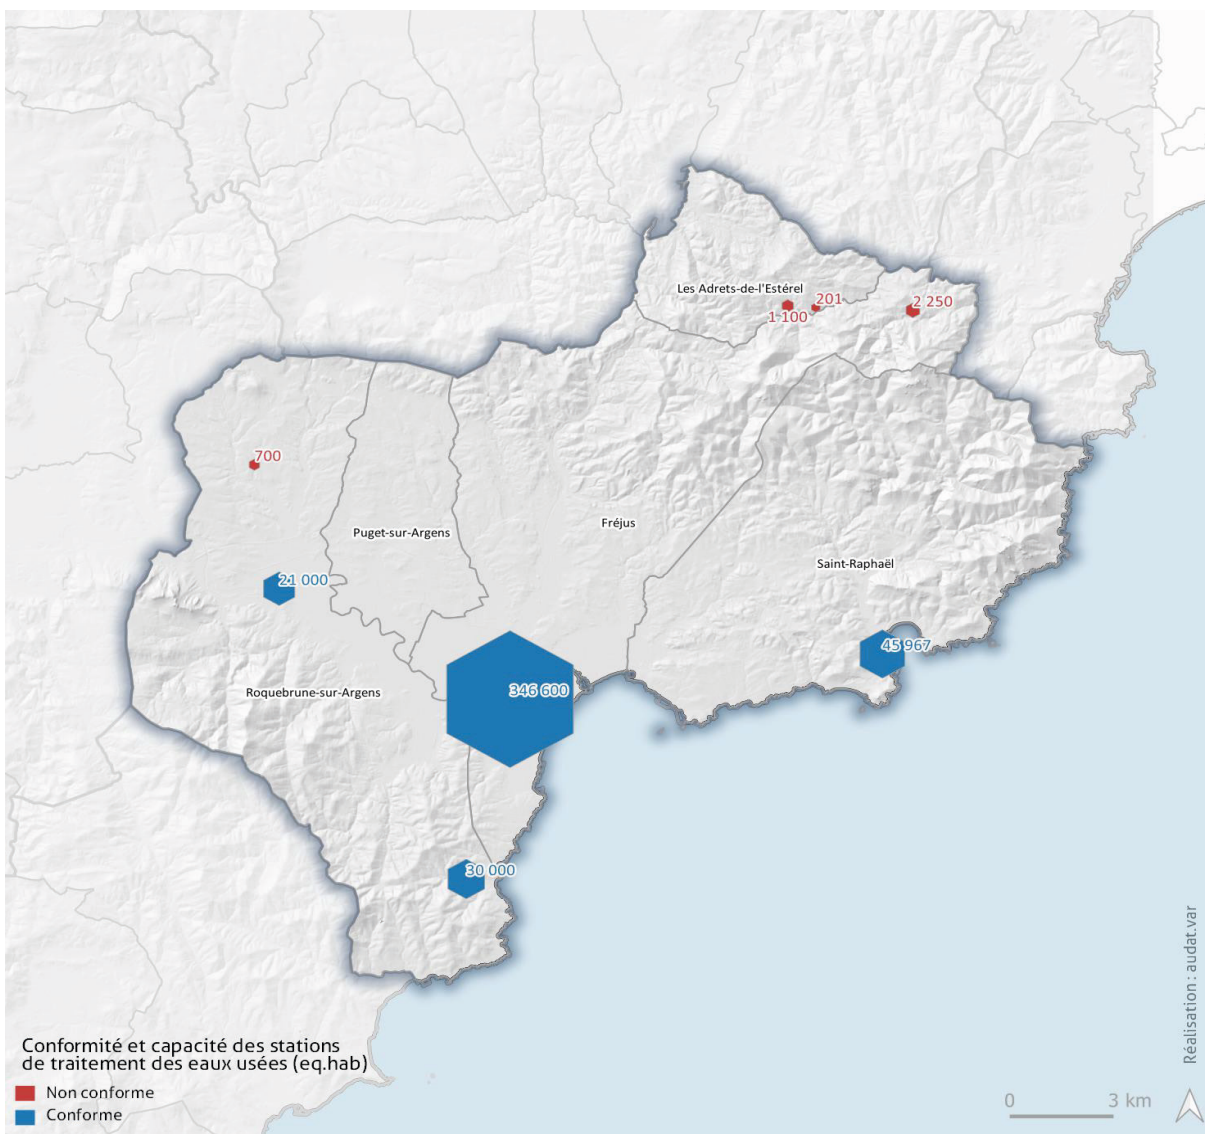 Les Adrets-de-l'Estérel
201
2 250
1 100
700
Puget-sur-Argens
Fréjus
Saint-Raphaël
21 000
45 967
346 600
Roquebrune-sur-Argens
30 000
Conformité et capacité des stations
de traitement des eaux usées (eq.hab)
Non conforme
Conforme
0 3 km
Réalisation : audat.var